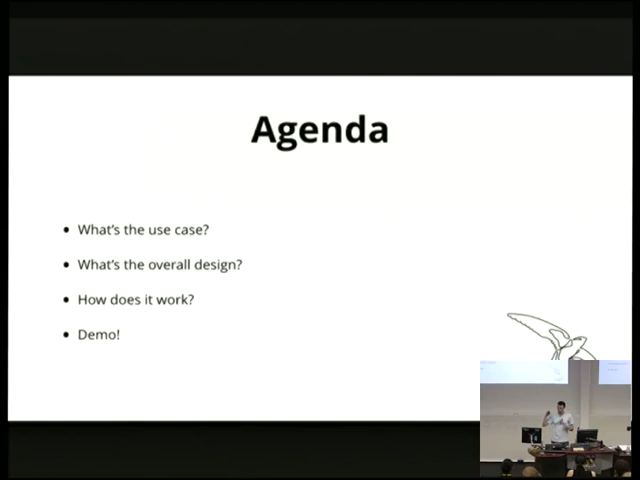 Agenda
What's the use case?
What's the overall design?
How does it work?
Demo!